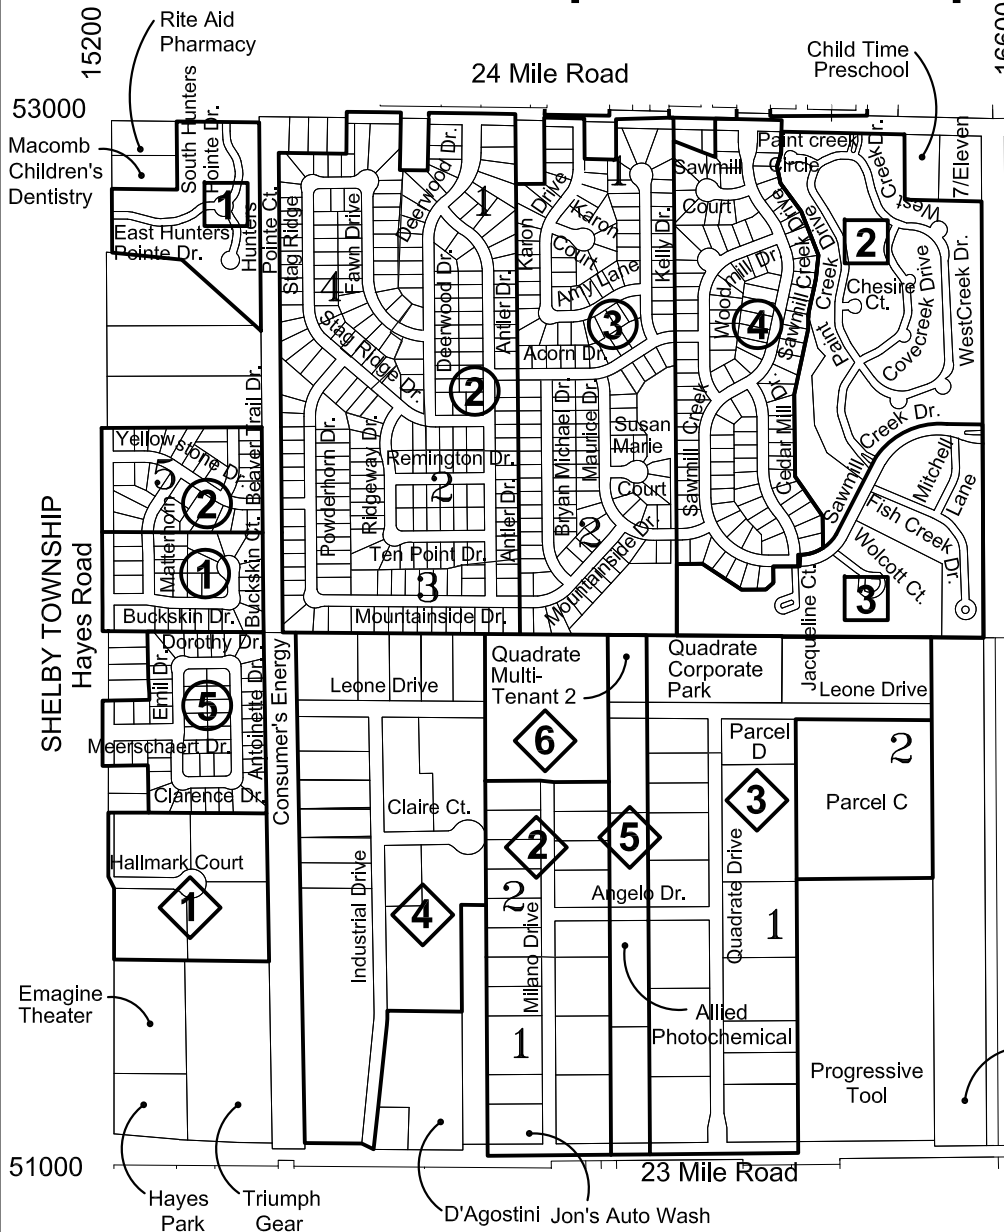 15200
Rite Aid
Pharmacy
24 Mile Road
Child Time
Preschool
53000
Macomb
Children's
Dentistry
South Hunters
Pointe Dr.
1
East Hunters
Pointe Dr.
Hunters
Pointe Ct.
Stag Ridge
Fawn Drive
4
Deerwood Dr.
1
Deerwood Dr.
Antler Dr.
Stag Ridge Dr.
2
Karon
Drive
1
Karon
Court
Amy Lane
Kelly Dr.
3
Acorn Dr.
Sawmill
Court
Paint creek
Circle
Woodmill Dr.
4
Sawmill Creek Drive
Paint Creek Drive
West Creek Dr.
7/Eleven
2
Chesire
Ct.
Covecreek Drive
WestCreek Dr.
Yellowstone Dr.
5
2
Matterhorn
1
Beaver Trail Dr.
Buckskin Ct.
Buckskin Dr.
SHELBY TOWNSHIP
Hayes Road
Powderhorn Dr.
Ridgeway Dr.
Remington Dr.
2
Ten Point Dr.
3
Antler Dr.
Mountainside Dr.
Bryan Michael Dr.
Maurice Dr.
Susan
Marie
Court
2
Mountainside Dr.
Sawmill Creek
Cedar Mill Dr.
Sawmill Creek Dr.
Mitchell
Lane
Fish Creek Dr.
Wolcott Ct.
3
Jacqueline Ct.
Dorothy Dr.
Emil Dr.
5
Meerschaert Dr.
Antoinette Dr.
Clarence Dr.
Consumer's Energy
Leone Drive
Quadrate
Multi-
Tenant 2
6
Quadrate
Corporate
Park
Leone Drive
Parcel
D
3
2
Parcel C
Claire Ct.
Hallmark Court
1
Industrial Drive
4
2
2
Milano Drive
1
5
Angelo Dr.
Quadrate Drive
1
Emagine
Theater
Allied
Photochemical
Progressive
Tool
51000
23 Mile Road
Hayes
Park
Triumph
Gear
D'Agostini
Jon's Auto Wash